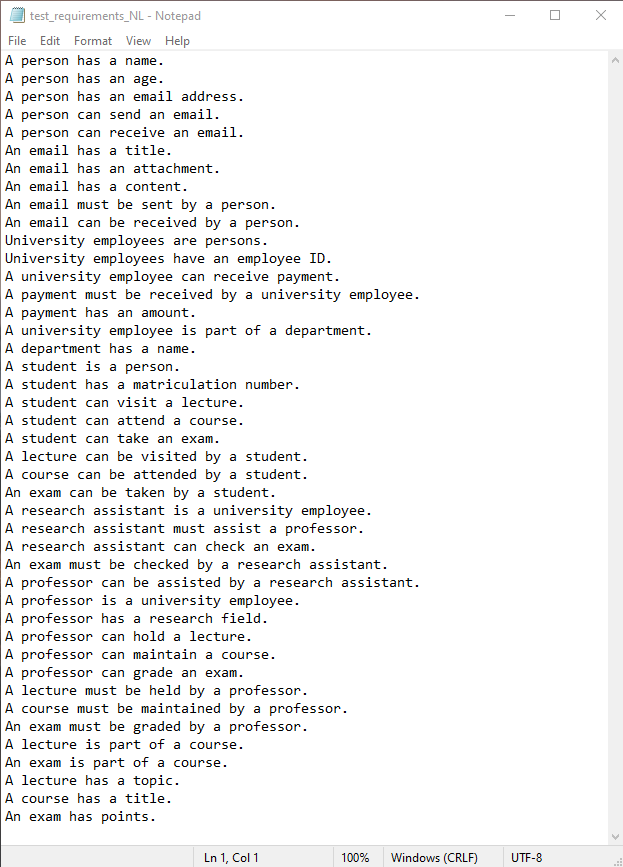 test_requirements_NL - Notepad
File Edit Format View Help
A person has a name.
A person has an age.
A person has an email address.
A person can send an email.
A person can receive an email.
An email has a title.
An email has an attachment.
An email has a content.
An email must be sent by a person.
An email can be received by a person.
University employees are persons.
University employees have an employee ID.
A university employee can receive payment.
A payment must be received by a university employee.
A payment has an amount.
A university employee is part of a department.
A department has a name.
A student is a person.
A student has a matriculation number.
A student can visit a lecture.
A student can attend a course.
A student can take an exam.
A lecture can be visited by a student.
A course can be attended by a student.
An exam can be taken by a student.
A research assistant is a university employee.
A research assistant must assist a professor.
A research assistant can check an exam.
An exam must be checked by a research assistant.
A professor can be assisted by a research assistant.
A professor is a university employee.
A professor has a research field.
A professor can hold a lecture.
A professor can maintain a course.
A professor can grade an exam.
A lecture must be held by a professor.
A course must be maintained by a professor.
An exam must be graded by a professor.
A lecture is part of a course.
An exam is part of a course.
A lecture has a topic.
A course has a title.
An exam has points.
Ln 1, Col 1 100% Windows (CRLF) UTF-8